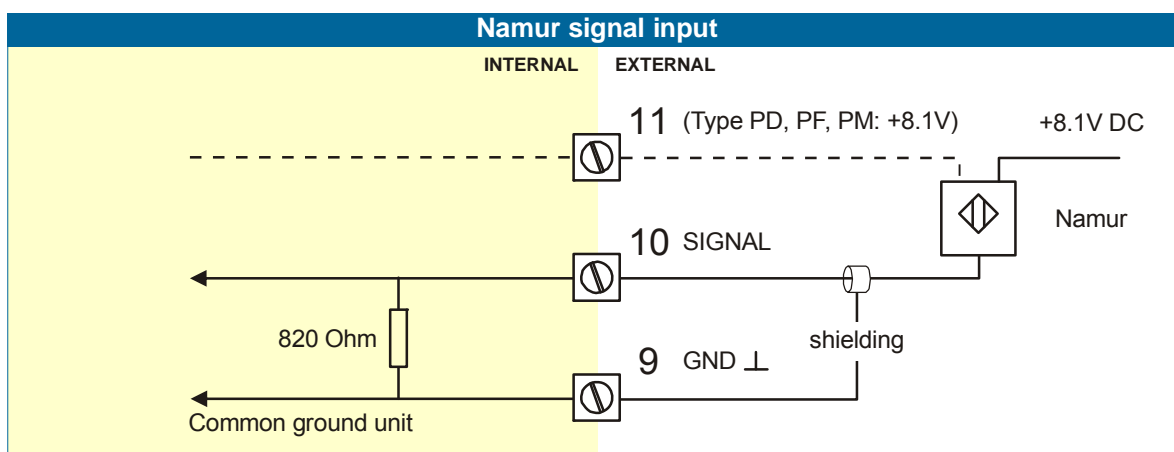 Namur signal input
INTERNAL EXTERNAL
11 (Type PD, PF, PM: +8.1V) +8.1V DC
Namur
10 SIGNAL
820 Ohm
shielding
9 GND ⊥
Common ground unit